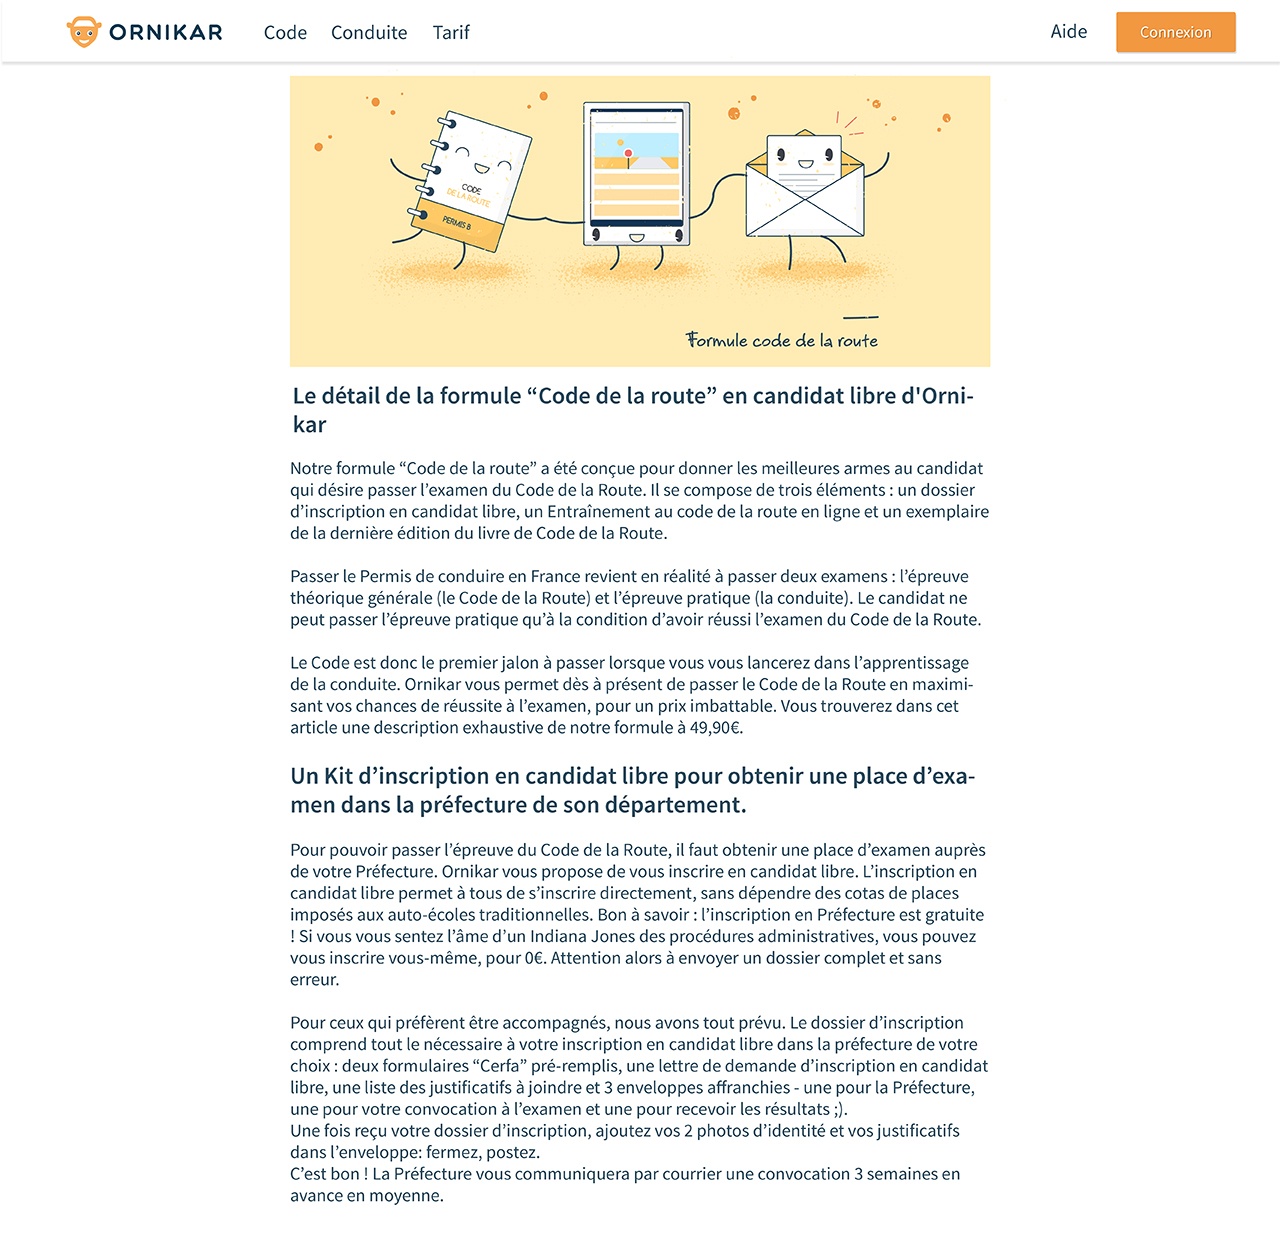 ORNIKAR
Code Conduite Tarif Aide Connexion
CODE
DE LA ROUTE
PERMIS B
Formule code de la route
Le détail de la formule “Code de la route” en candidat libre d'Orni-
kar
Notre formule “Code de la route” a été conçue pour donner les meilleures armes au candidat
qui désire passer l’examen du Code de la Route. Il se compose de trois éléments : un dossier
d’inscription en candidat libre, un Entraînement au code de la route en ligne et un exemplaire
de la dernière édition du livre de Code de la Route.
Passer le Permis de conduire en France revient en réalité à passer deux examens : l’épreuve
théorique générale (le Code de la Route) et l’épreuve pratique (la conduite). Le candidat ne
peut passer l’épreuve pratique qu’à la condition d’avoir réussi l’examen du Code de la Route.
Le Code est donc le premier jalon à passer lorsque vous vous lancerez dans l’apprentissage
de la conduite. Ornikar vous permet dès à présent de passer le Code de la Route en maximi-
sant vos chances de réussite à l’examen, pour un prix imbattable. Vous trouverez dans cet
article une description exhaustive de notre formule à 49,90€.
Un Kit d’inscription en candidat libre pour obtenir une place d’exa-
men dans la préfecture de son département.
Pour pouvoir passer l’épreuve du Code de la Route, il faut obtenir une place d’examen auprès
de votre Préfecture. Ornikar vous propose de vous inscrire en candidat libre. L’inscription en
candidat libre permet à tous de s’inscrire directement, sans dépendre des cotas de places
imposés aux auto-écoles traditionnelles. Bon à savoir : l’inscription en Préfecture est gratuite
! Si vous vous sentez l’âme d’un Indiana Jones des procédures administratives, vous pouvez
vous inscrire vous-même, pour 0€. Attention alors à envoyer un dossier complet et sans
erreur.
Pour ceux qui préfèrent être accompagnés, nous avons tout prévu. Le dossier d’inscription
comprend tout le nécessaire à votre inscription en candidat libre dans la préfecture de votre
choix : deux formulaires “Cerfa” pré-remplis, une lettre de demande d’inscription en candidat
libre, une liste des justificatifs à joindre et 3 enveloppes affranchies - une pour la Préfecture,
une pour votre convocation à l’examen et une pour recevoir les résultats ;).
Une fois reçu votre dossier d’inscription, ajoutez vos 2 photos d’identité et vos justificatifs
dans l’enveloppe: fermez, postez.
C’est bon ! La Préfecture vous communiquera par courrier une convocation 3 semaines en
avance en moyenne.